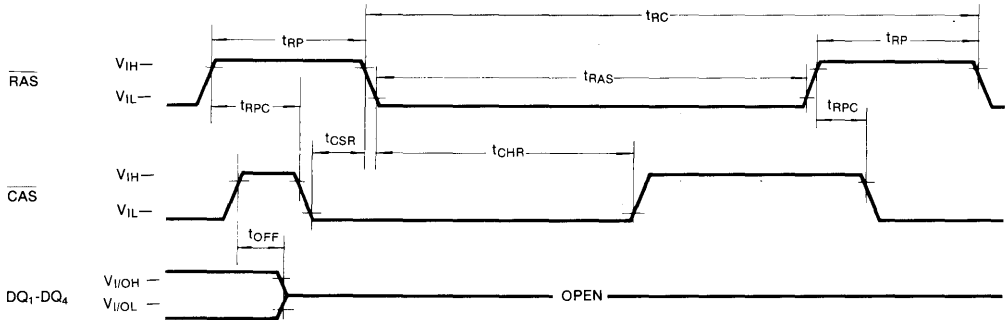 tRC
tRP
tRP
RAS
VIH
VIL
tRAS
tRPC
tRPC
tCSR
tCHR
CAS
VIH
VIL
tOFF
DQ1-DQ4
VI/OH
VI/OL
OPEN